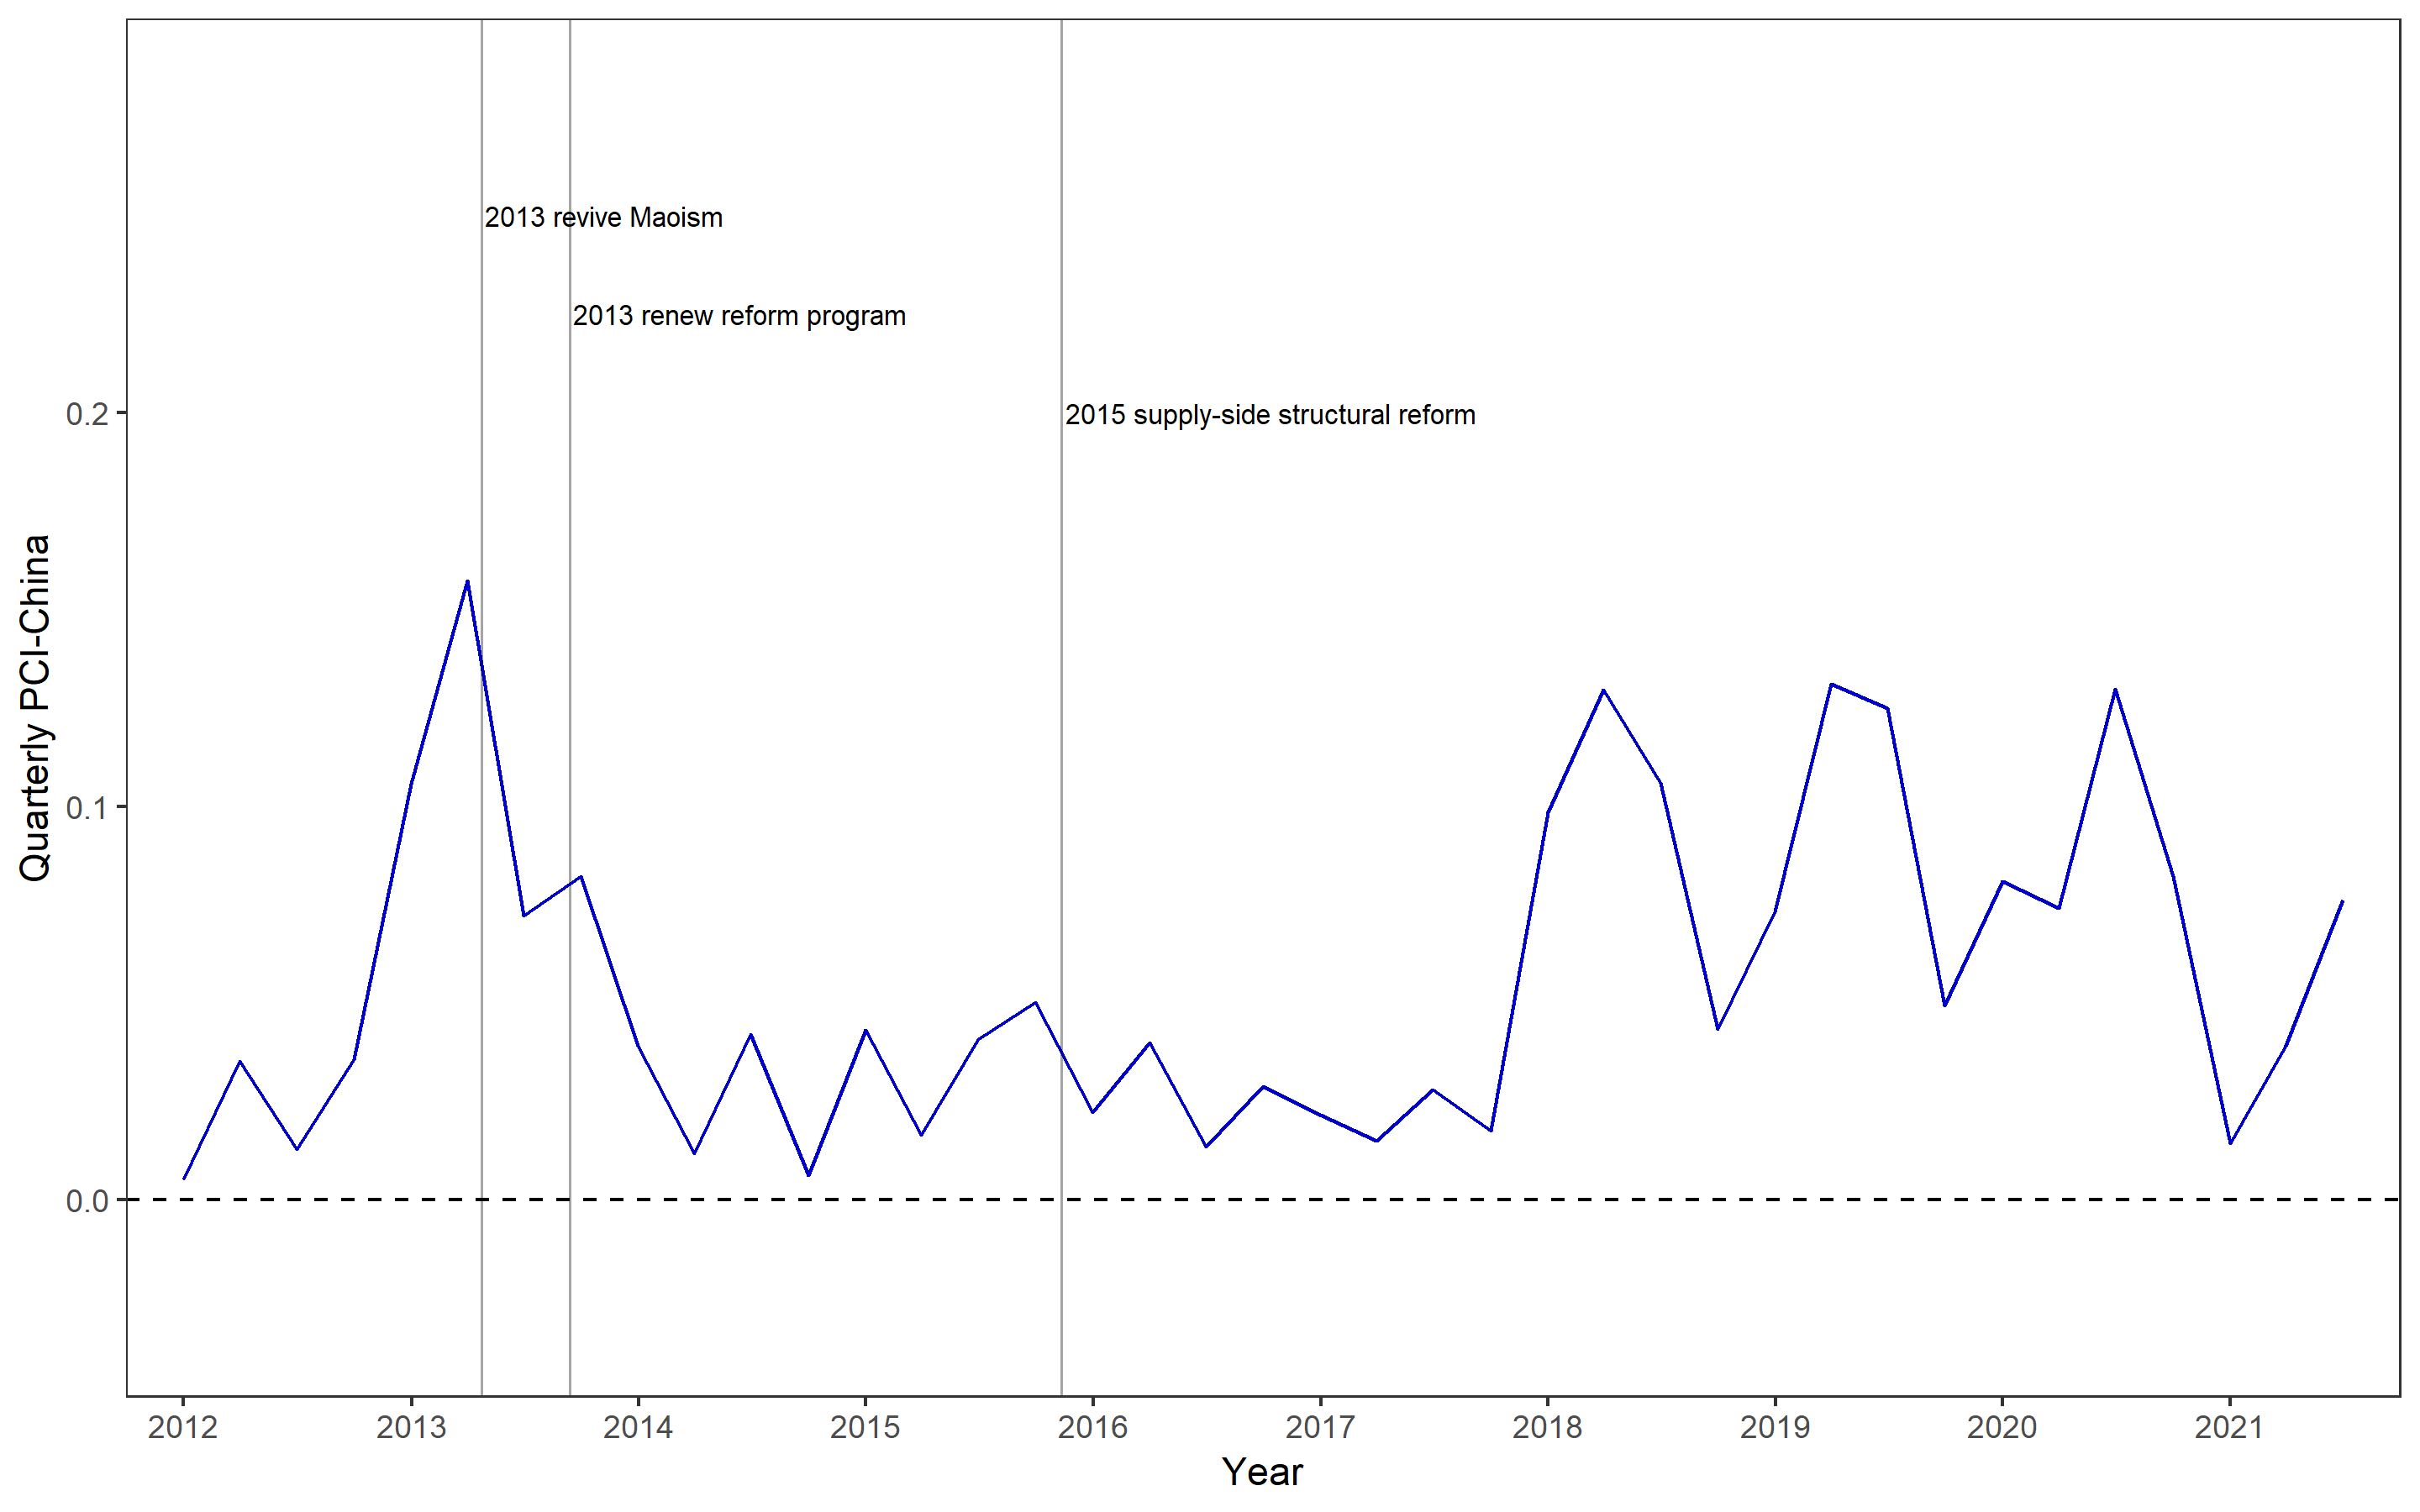 2013 revive Maoism
2013 renew reform program
2015 supply-side structural reform
Quarterly PCI-China
0.2
0.1
0.0
2012 2013 2014 2015 2016 2017 2018 2019 2020 2021
Year